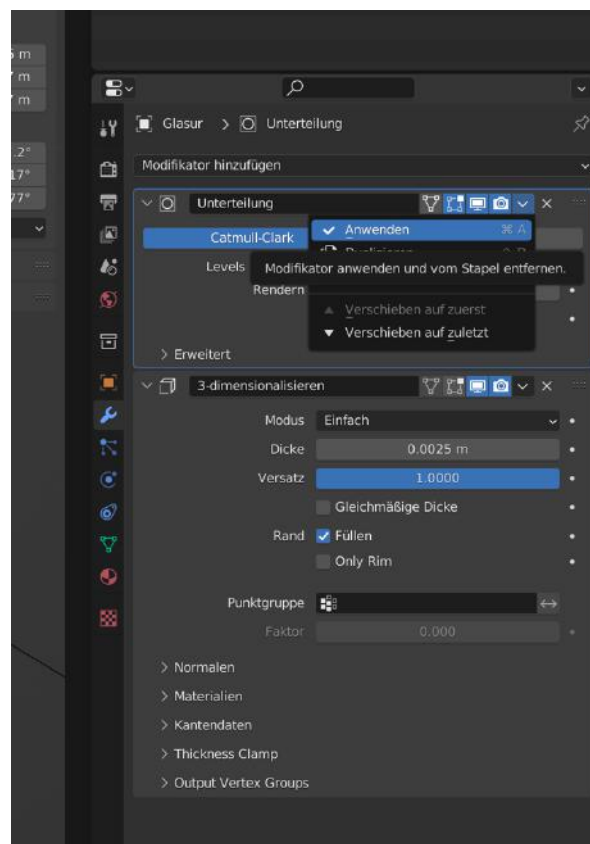 m
m
m
.2°
17°
77°
Glasur > Unterteilung
Modifikator hinzufügen
Unterteilung
Catmull-Clark
Anwenden ⌘ A
Levels
Modifikator anwenden und vom Stapel entfernen.
Rendern
Verschieben auf zuerst
Verschieben auf zuletzt
> Erweitert
3-dimensionalisieren
Modus Einfach
Dicke 0.0025 m
Versatz 1.0000
Gleichmäßige Dicke
Rand Füllen
Only Rim
Punktgruppe
Faktor 0.000
> Normalen
> Materialien
> Kantendaten
> Thickness Clamp
> Output Vertex Groups